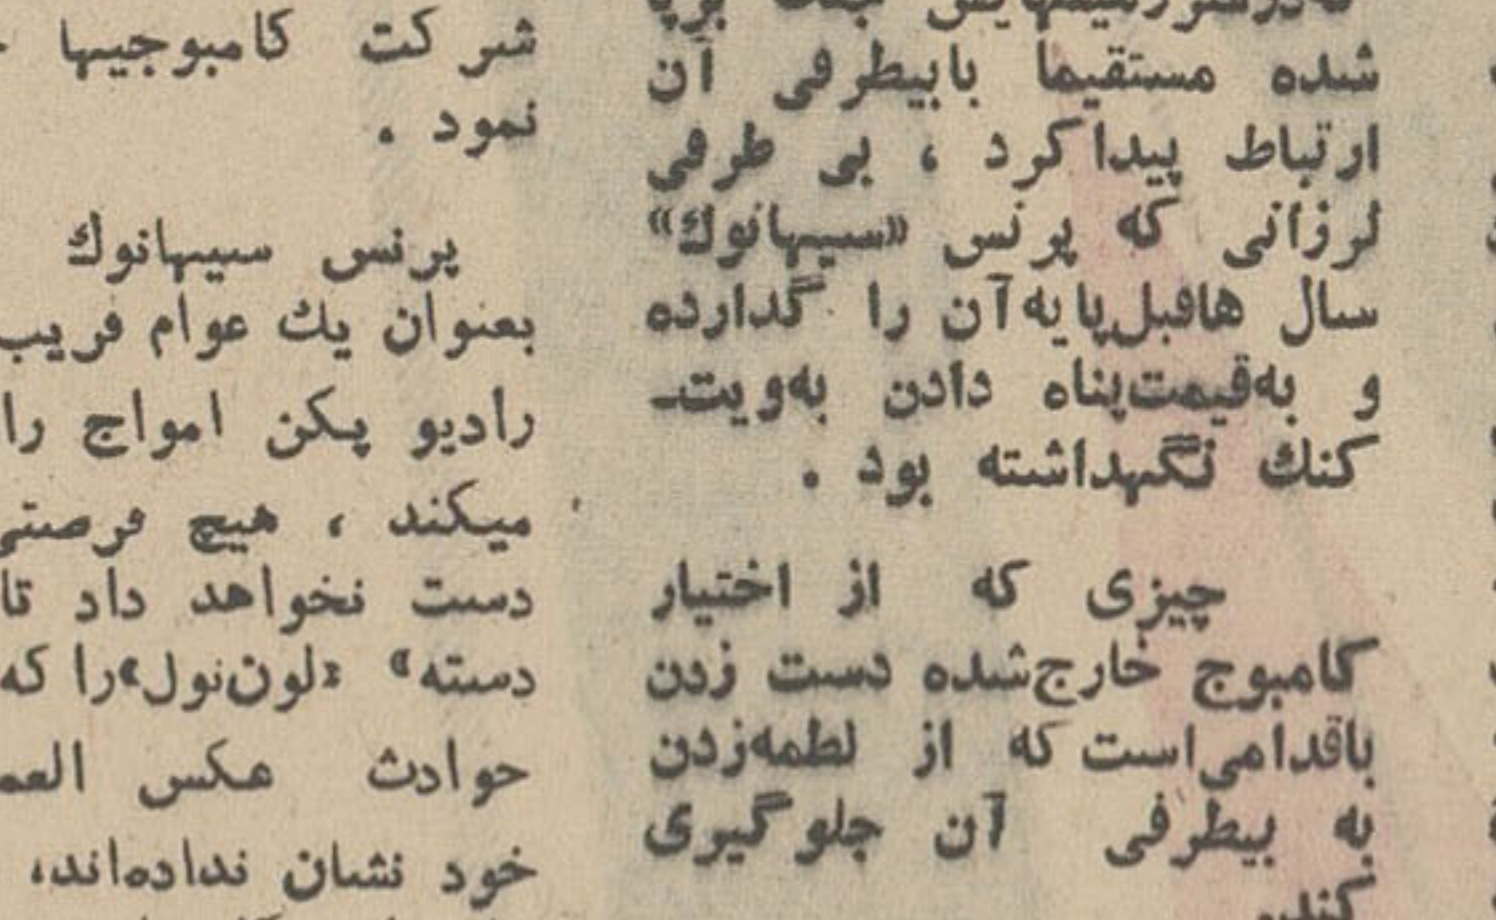 جنگ برپا
شده مستقیما بابیطرفی آن
ارتباط پیداکرد ، بی طرفی
لرزانی که پرنس «سیهانوك»
سال هاقبل‌پایه‌آن را گذارده
و به‌قیمت‌پناه دادن به‌ویت‌ـ
کنك نگهداشته بود .
چیزی که از اختیار
کامبوج خارج‌شده دست زدن
باقدامی‌است که از لطمه‌زدن
به بیطرفی آن جلوگیری
کند.
شرکت کامبوجیها
نمود .
پرنس سیهانوك
بعنوان یك عوام فریب
رادیو پکن امواج را
میکند ، هیچ فرصتی
دست نخواهد داد تا
دسته» «لون‌نول»را که
حوادث عکس العم
خود نشان نداده‌اند،